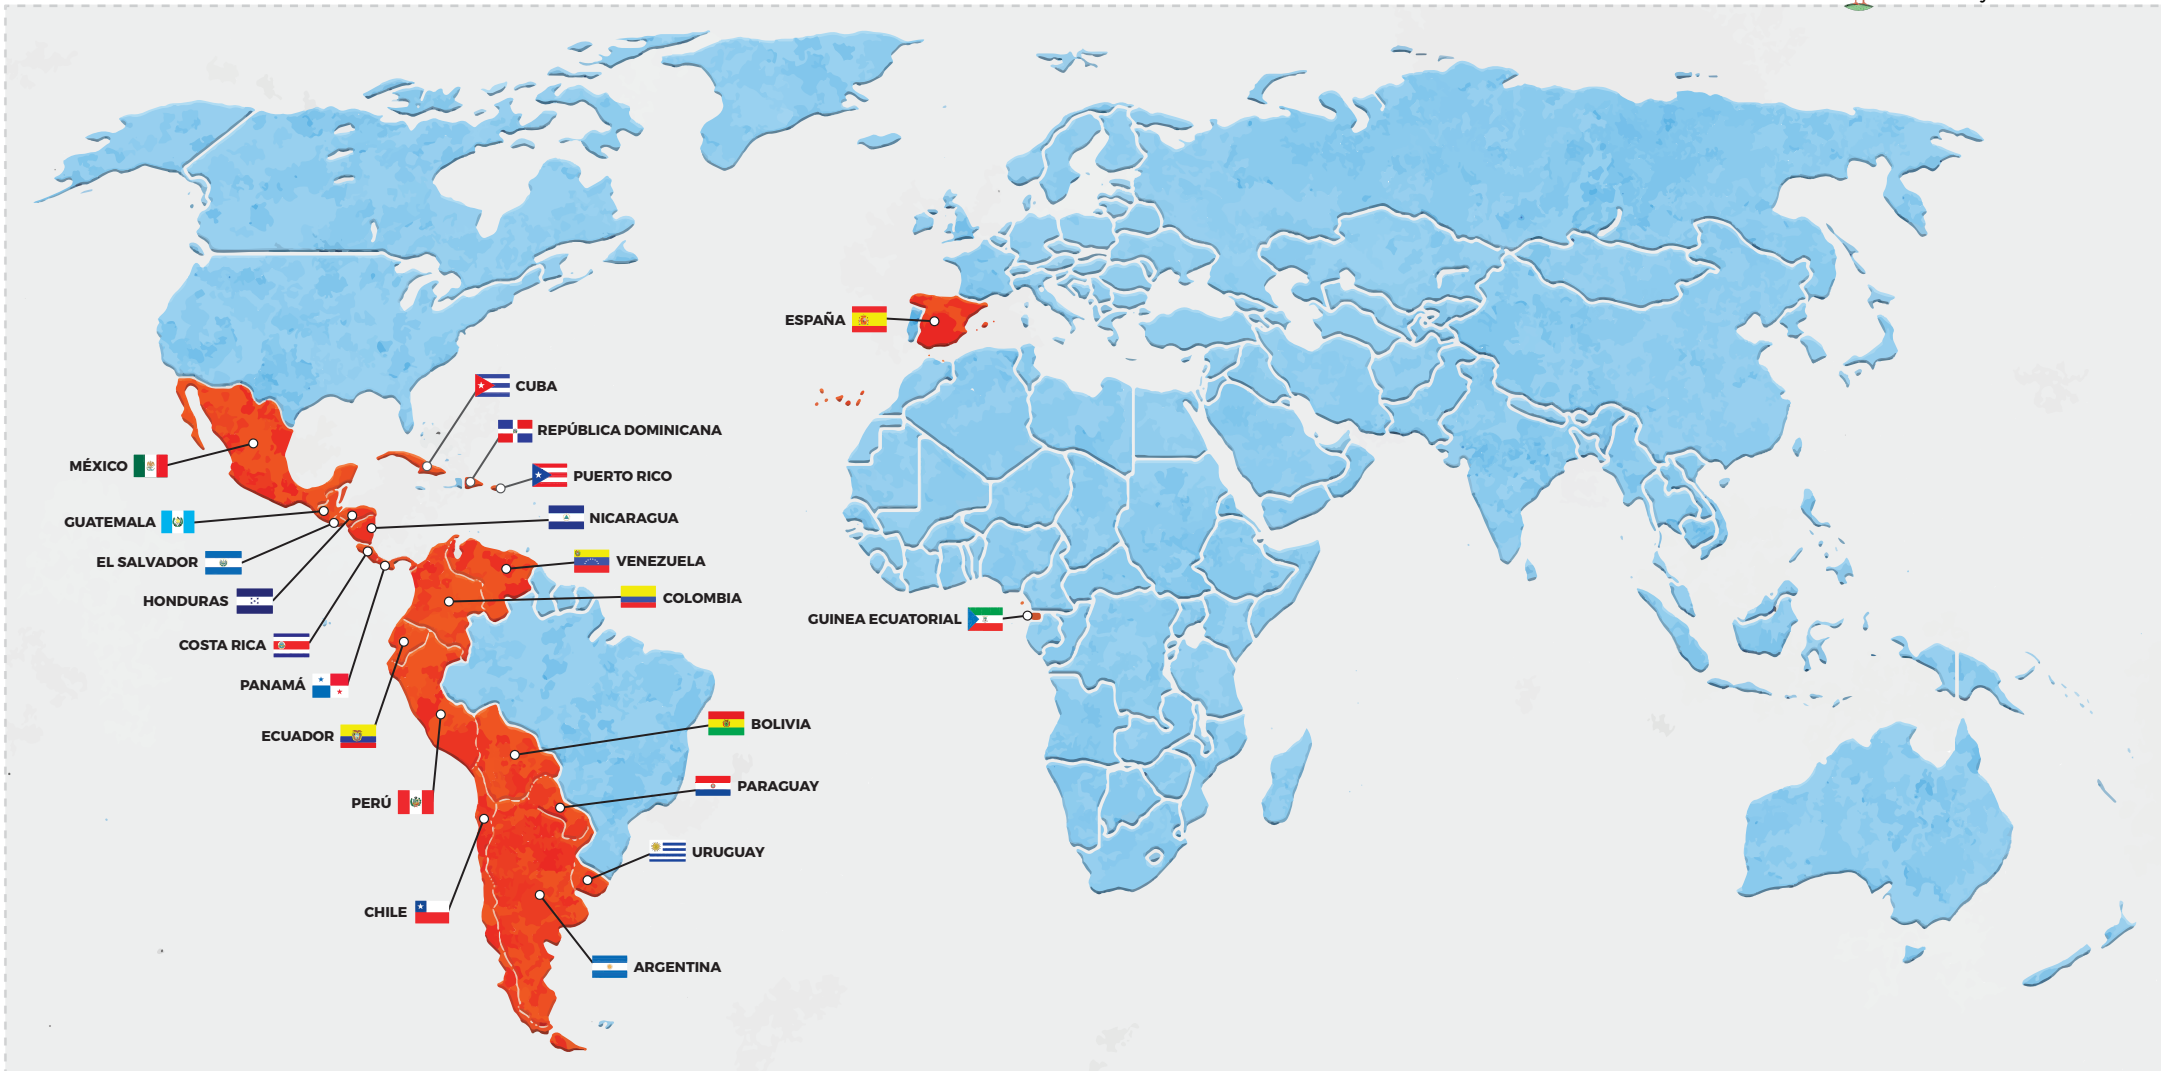 ESPAÑA
CUBA
REPÚBLICA DOMINICANA
MÉXICO
PUERTO RICO
GUATEMALA
NICARAGUA
EL SALVADOR
VENEZUELA
HONDURAS
COLOMBIA
GUINEA ECUATORIAL
COSTA RICA
PANAMÁ
ECUADOR
BOLIVIA
PERÚ
PARAGUAY
URUGUAY
CHILE
ARGENTINA